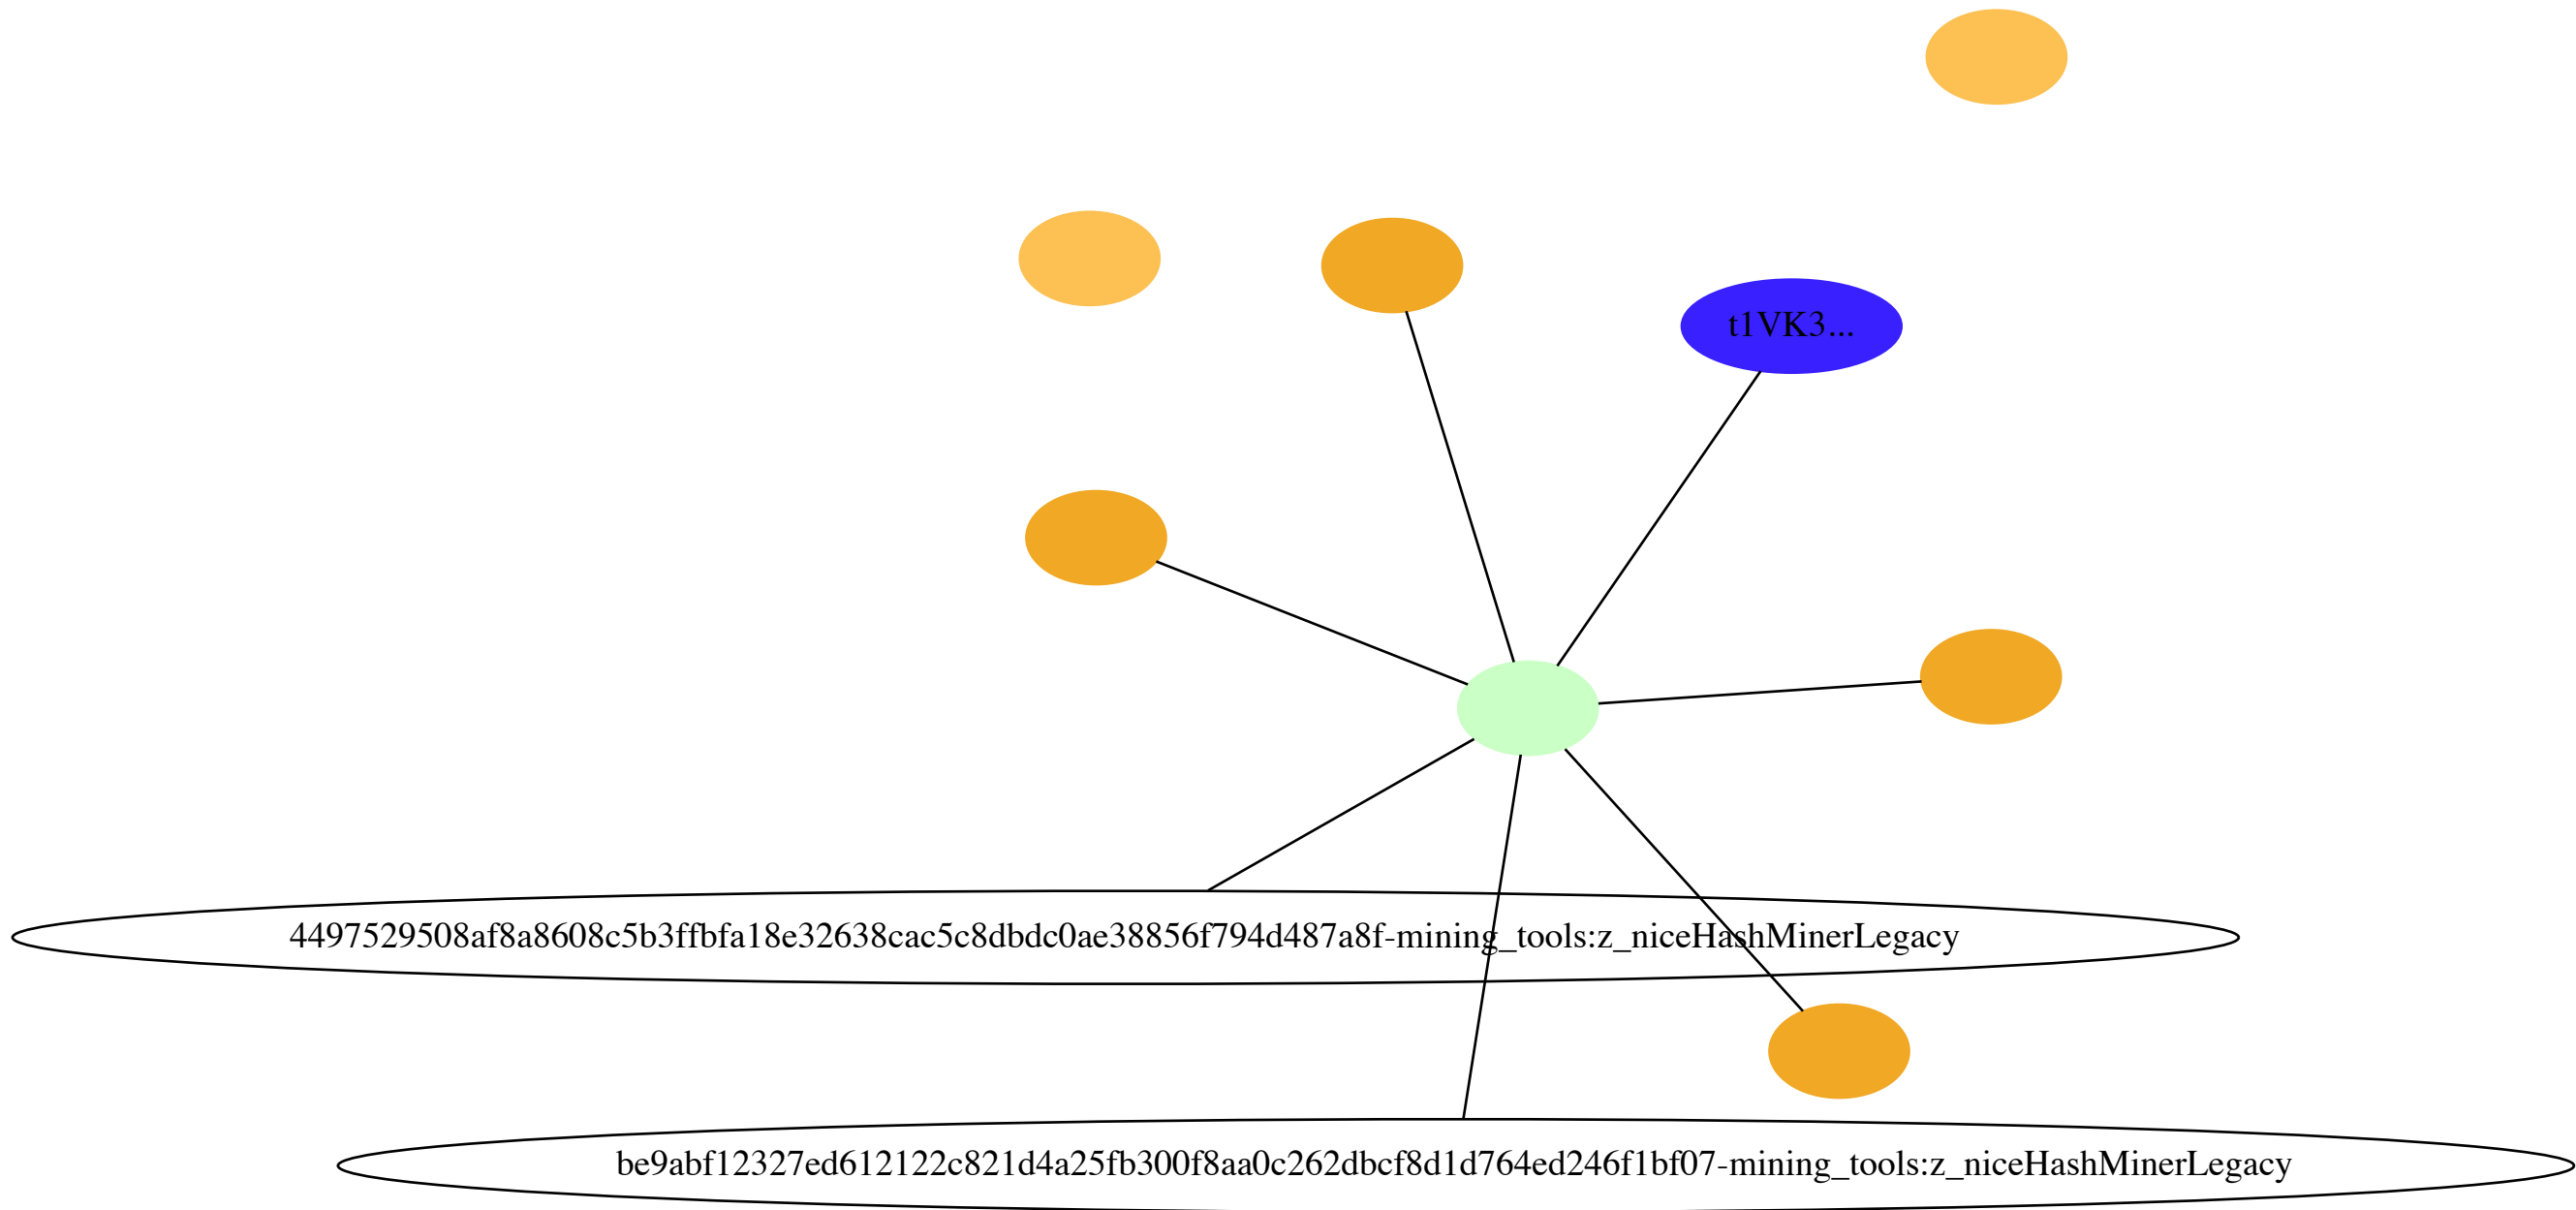 t1VK3...
4497529508af8a8608c5b3ffbfa18e32638cac5c8dbdc0ae38856f794d487a8f-mining_tools:z_niceHashMinerLegacy
be9abf12327ed612122c821d4a25fb300f8aa0c262dbcf8d1d764ed246f1bf07-mining_tools:z_niceHashMinerLegacy